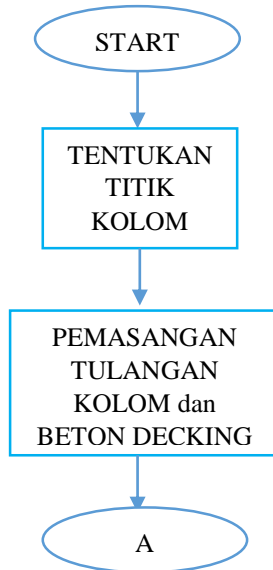 START
TENTUKAN
TITIK
KOLOM
PEMASANGAN
TULANGAN
KOLOM dan
BETON DECKING
A